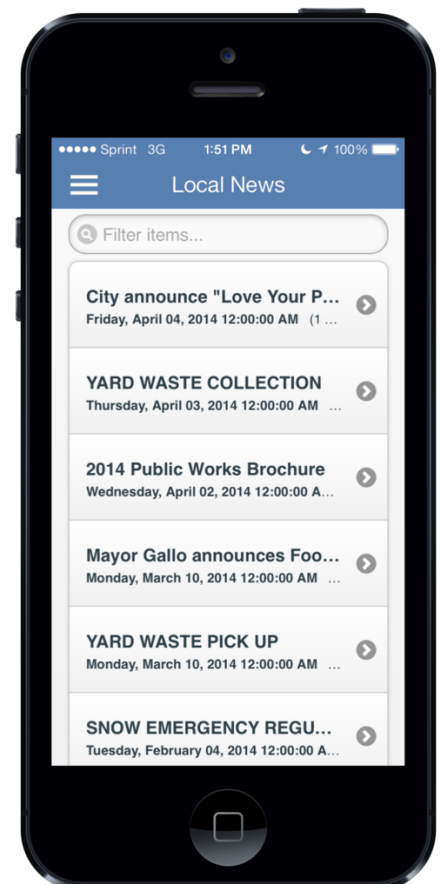 Sprint 3G 1:51 PM 100%
Local News
Filter items...
City announce "Love Your P...
Friday, April 04, 2014 12:00:00 AM (1 ...
YARD WASTE COLLECTION
Thursday, April 03, 2014 12:00:00 AM ...
2014 Public Works Brochure
Wednesday, April 02, 2014 12:00:00 A...
Mayor Gallo announces Foo...
Monday, March 10, 2014 12:00:00 AM ...
YARD WASTE PICK UP
Monday, March 10, 2014 12:00:00 AM ...
SNOW EMERGENCY REGU...
Tuesday, February 04, 2014 12:00:00 A...